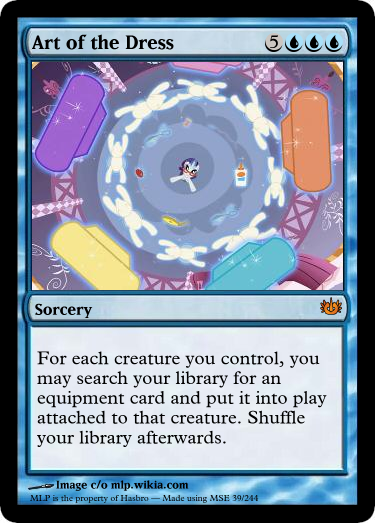 Art of the Dress 5
Sorcery
For each creature you control, you
may search your library for an
equipment card and put it into play
attached to that creature. Shuffle
your library afterwards.
Image c/o mlp.wikia.com
MLP is the property of Hasbro — Made using MSE 39/244